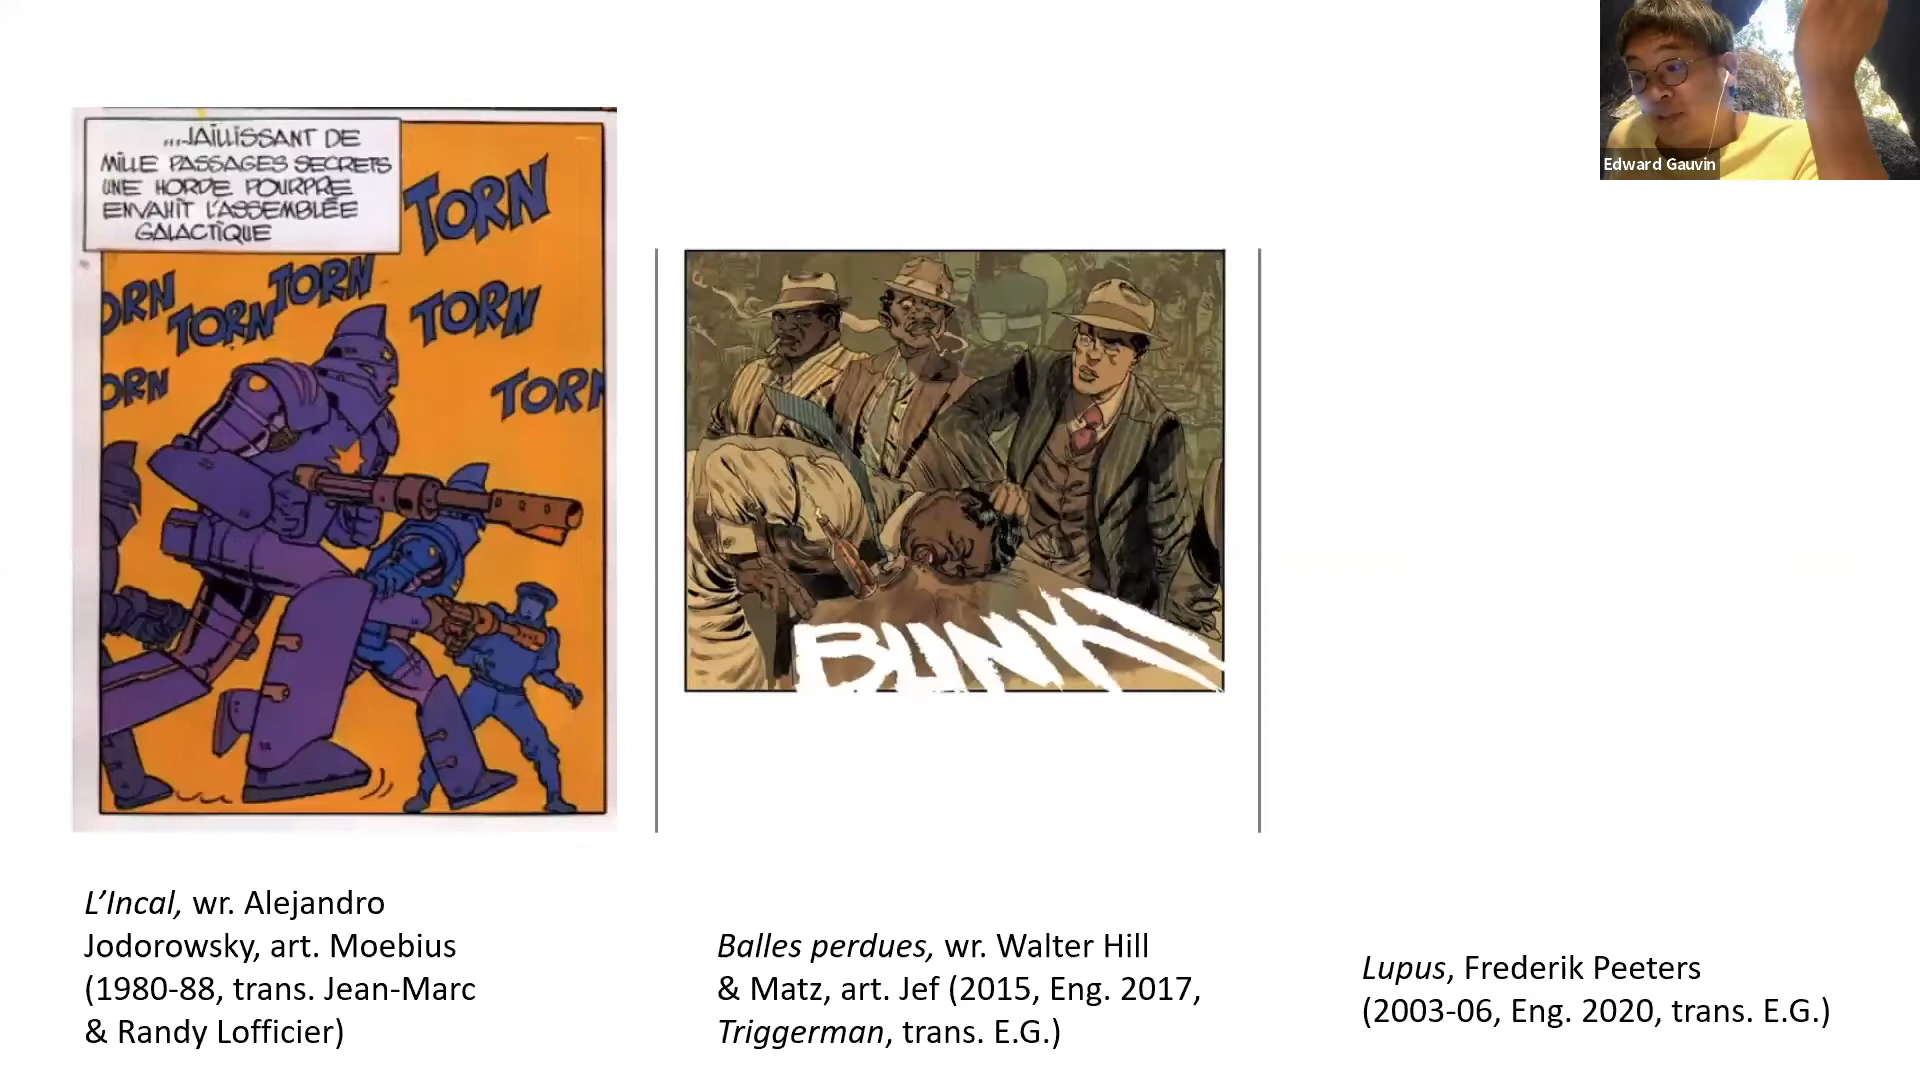 ...JAILLISSANT DE
MILLE PASSAGES SECRETS
UNE HORDE POURPRE
ENVAHIT L'ASSEMBLÉE
GALACTIQUE
TORN
ORN
TORN
TORN
TORN
ORN
TORN
BUNK!
Edward Gauvin
L'Incal, wr. Alejandro
Jodorowsky, art. Moebius
(1980-88, trans. Jean-Marc
& Randy Lofficier)
Balles perdues, wr. Walter Hill
& Matz, art. Jef (2015, Eng. 2017,
Triggerman, trans. E.G.)
Lupus, Frederik Peeters
(2003-06, Eng. 2020, trans. E.G.)